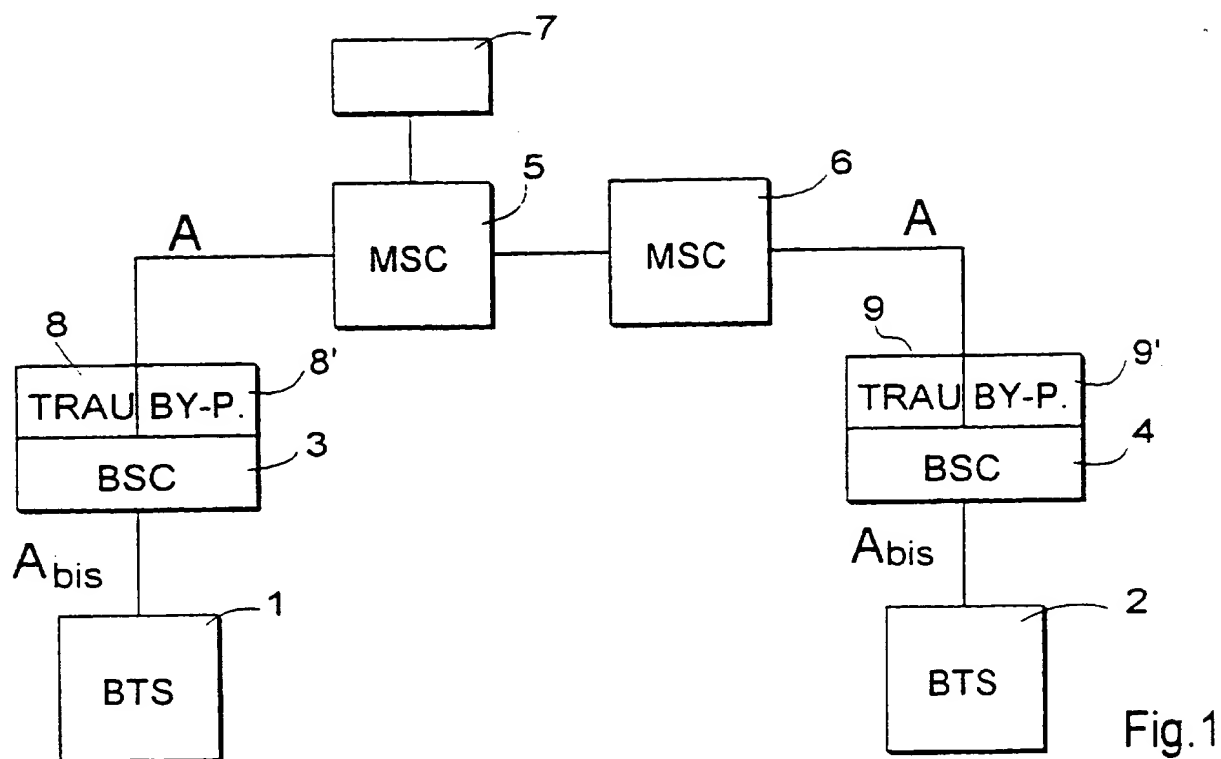 7
5
6
MSC
MSC
A
A
8
8'
9
9'
TRAU BY-P.
TRAU BY-P.
3
4
BSC
BSC
Abis
Abis
1
2
BTS
BTS
Fig.1